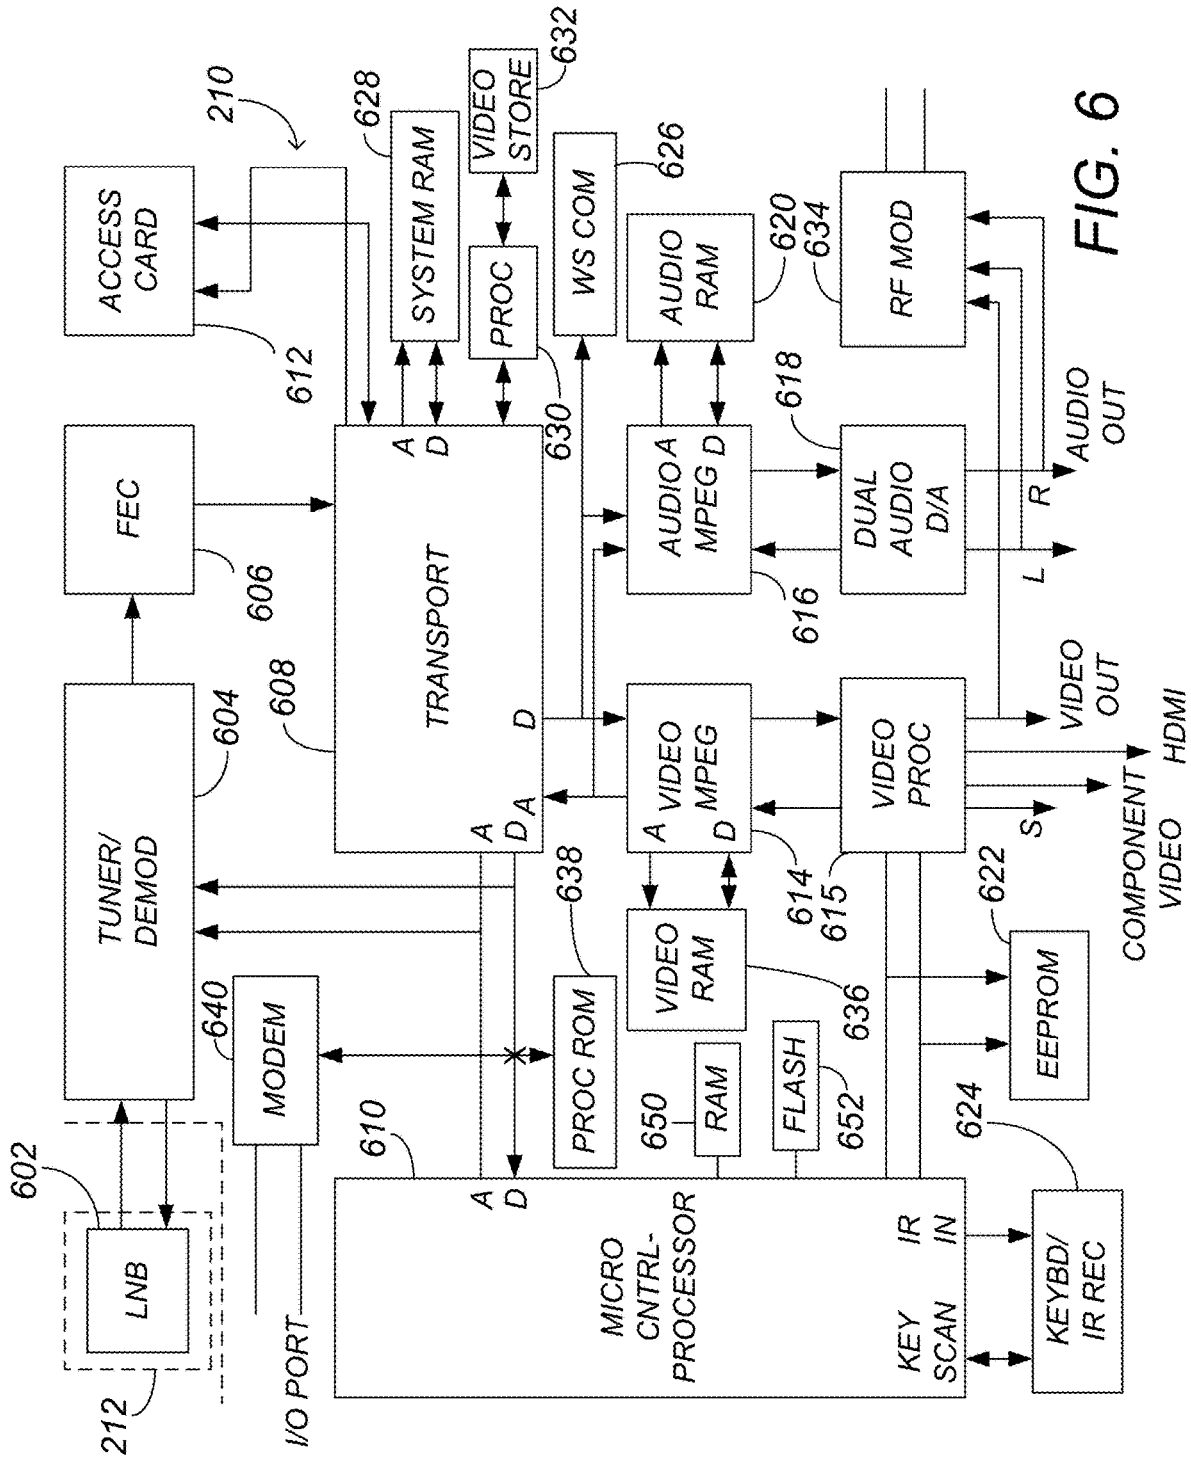 602
LNB
212
TUNER/
DEMOD
604
FEC
606
ACCESS
CARD
612
210
I/O PORT
MODEM
640
610
MICRO
CNTRL-
PROCESSOR
A
D
KEY
SCAN
IR
IN
608
TRANSPORT
A
D
A
D
A
D
SYSTEM RAM
628
PROC
630
VIDEO
STORE
632
WS COM
626
PROC ROM
638
RAM
650
FLASH
652
VIDEO
RAM
636
A
D
VIDEO
MPEG
614
AUDIO
MPEG
A
D
616
AUDIO
RAM
620
VIDEO
PROC
615
DUAL
AUDIO
D/A
618
RF MOD
634
EEPROM
622
KEYBD/
IR REC
624
S
COMPONENT
VIDEO
HDMI
VIDEO
OUT
L
R
AUDIO
OUT
FIG. 6